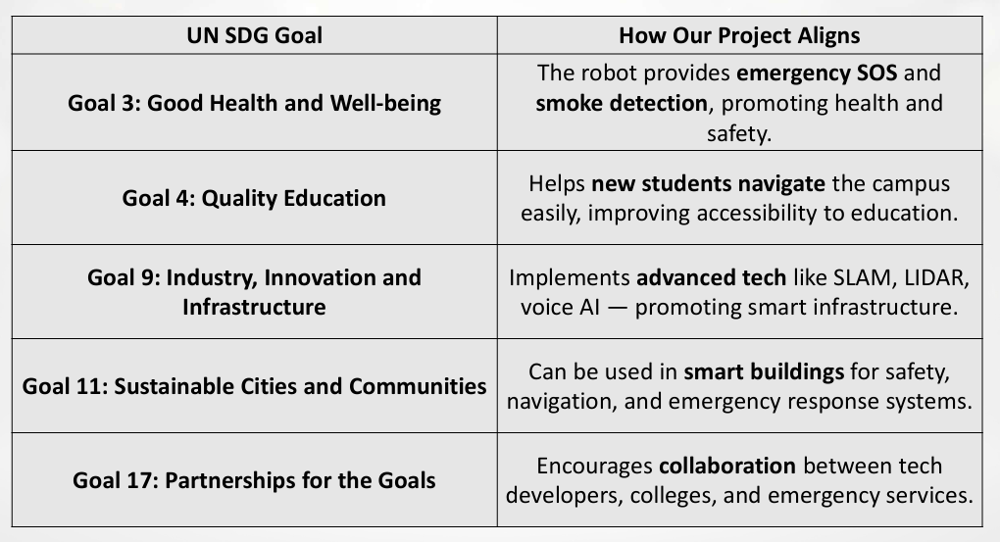 UN SDG Goal
How Our Project Aligns
Goal 3: Good Health and Well-being
The robot provides emergency SOS and
smoke detection, promoting health and
safety.
Goal 4: Quality Education
Helps new students navigate the campus
easily, improving accessibility to education.
Goal 9: Industry, Innovation and
Infrastructure
Implements advanced tech like SLAM, LIDAR,
voice AI — promoting smart infrastructure.
Goal 11: Sustainable Cities and Communities
Can be used in smart buildings for safety,
navigation, and emergency response systems.
Goal 17: Partnerships for the Goals
Encourages collaboration between tech
developers, colleges, and emergency services.